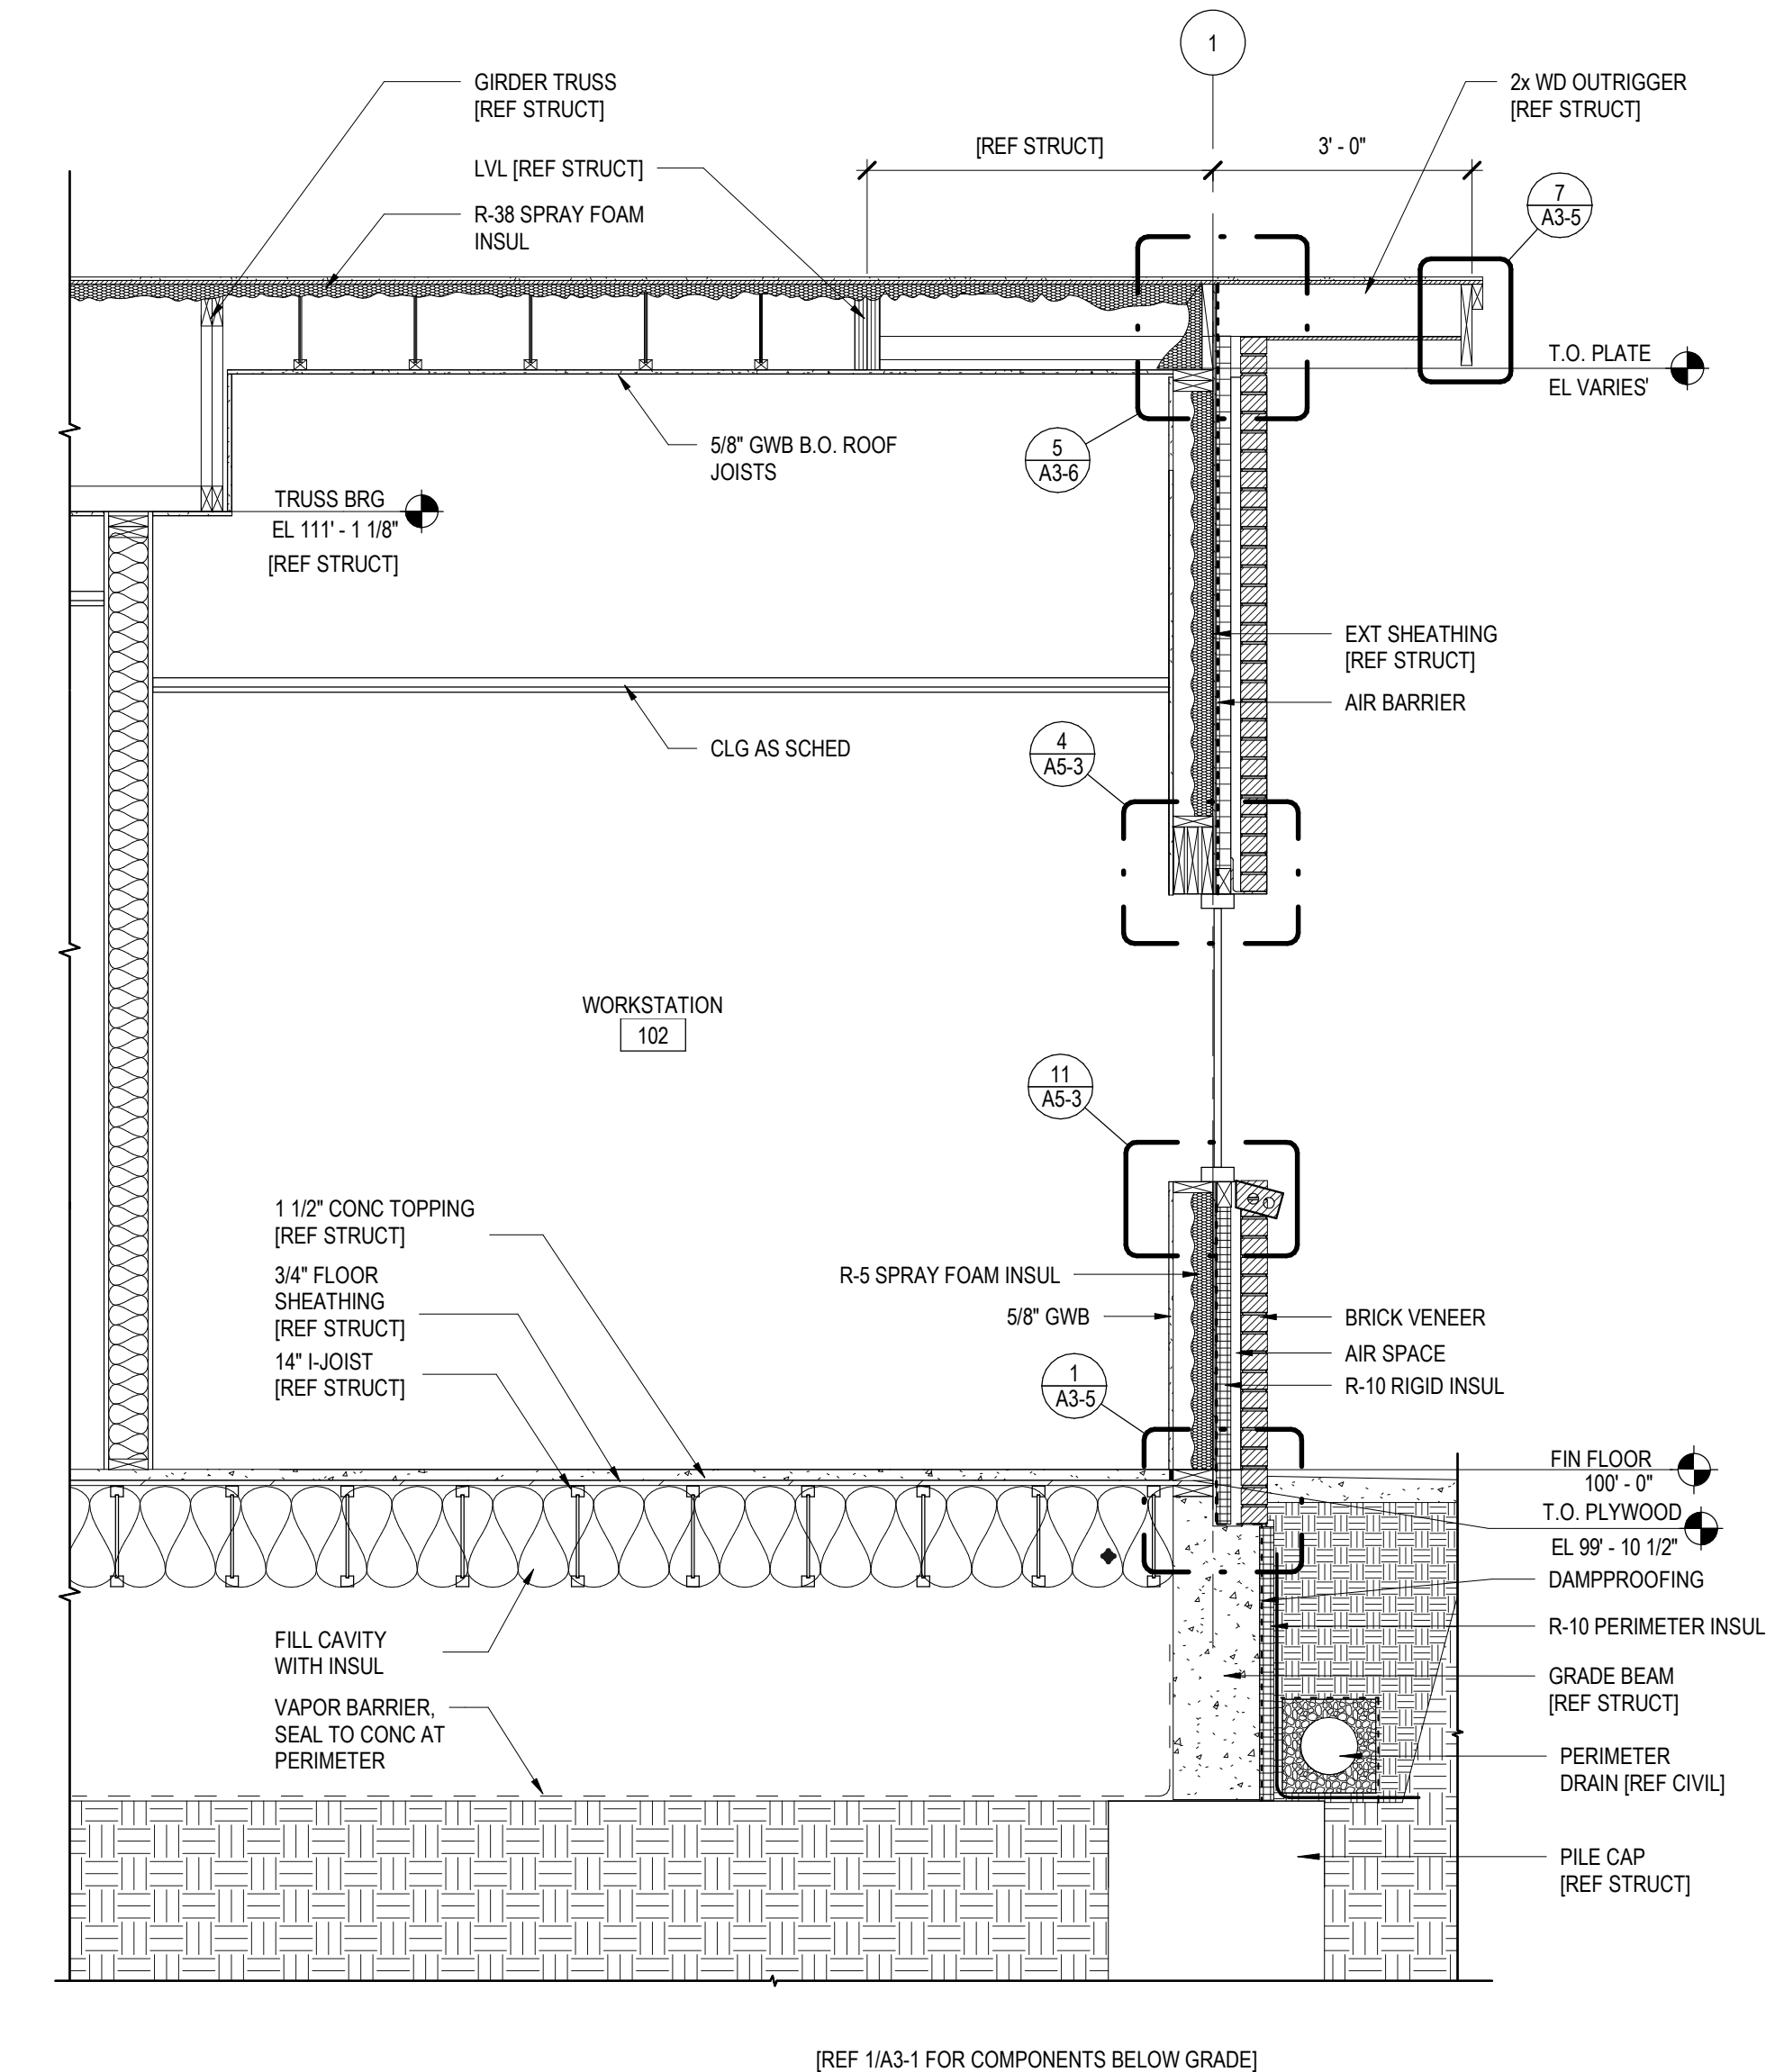 1
GIRDER TRUSS
[REF STRUCT]
2x WD OUTRIGGER
[REF STRUCT]
[REF STRUCT]
3' - 0"
LVL [REF STRUCT]
7
A3-5
R-38 SPRAY FOAM
INSUL
T.O. PLATE
EL VARIES'
5/8" GWB B.O. ROOF
JOISTS
5
A3-6
TRUSS BRG
EL 111' - 1 1/8"
[REF STRUCT]
EXT SHEATHING
[REF STRUCT]
AIR BARRIER
CLG AS SCHED
4
A5-3
WORKSTATION
102
11
A5-3
1 1/2" CONC TOPPING
[REF STRUCT]
3/4" FLOOR
SHEATHING
[REF STRUCT]
14" I-JOIST
[REF STRUCT]
R-5 SPRAY FOAM INSUL
5/8" GWB
BRICK VENEER
AIR SPACE
R-10 RIGID INSUL
1
A3-5
FIN FLOOR
100' - 0"
T.O. PLYWOOD
EL 99' - 10 1/2"
DAMPPROOFING
R-10 PERIMETER INSUL
GRADE BEAM
[REF STRUCT]
FILL CAVITY
WITH INSUL
VAPOR BARRIER,
SEAL TO CONC AT
PERIMETER
PERIMETER
DRAIN [REF CIVIL]
PILE CAP
[REF STRUCT]
[REF 1/A3-1 FOR COMPONENTS BELOW GRADE]